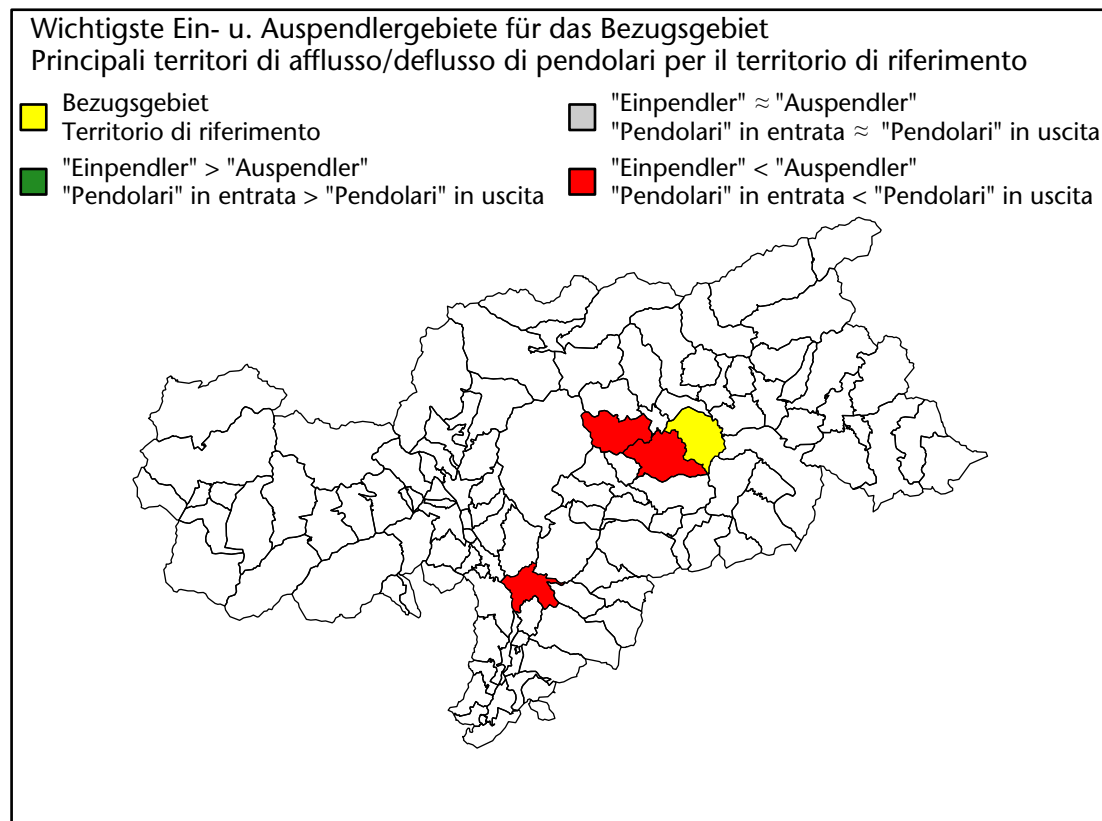 Wichtigste Ein- u. Auspendlergebiete für das Bezugsgebiet
Principali territori di afflusso/deflusso di pendolari per il territorio di riferimento
Bezugsgebiet
Territorio di riferimento
"Einpendler" > "Auspendler"
"Pendolari" in entrata > "Pendolari" in uscita
"Einpendler" ≈ "Auspendler"
"Pendolari" in entrata ≈ "Pendolari" in uscita
"Einpendler" < "Auspendler"
"Pendolari" in entrata < "Pendolari" in uscita